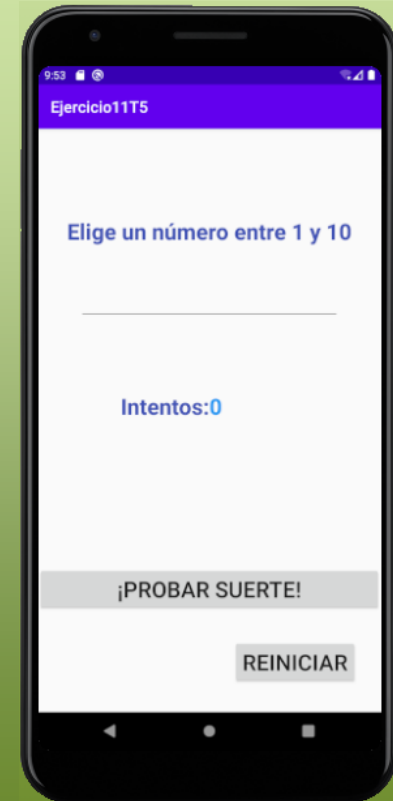 9:53
Ejercicio11T5
Elige un número entre 1 y 10
Intentos:0
¡PROBAR SUERTE!
REINICIAR